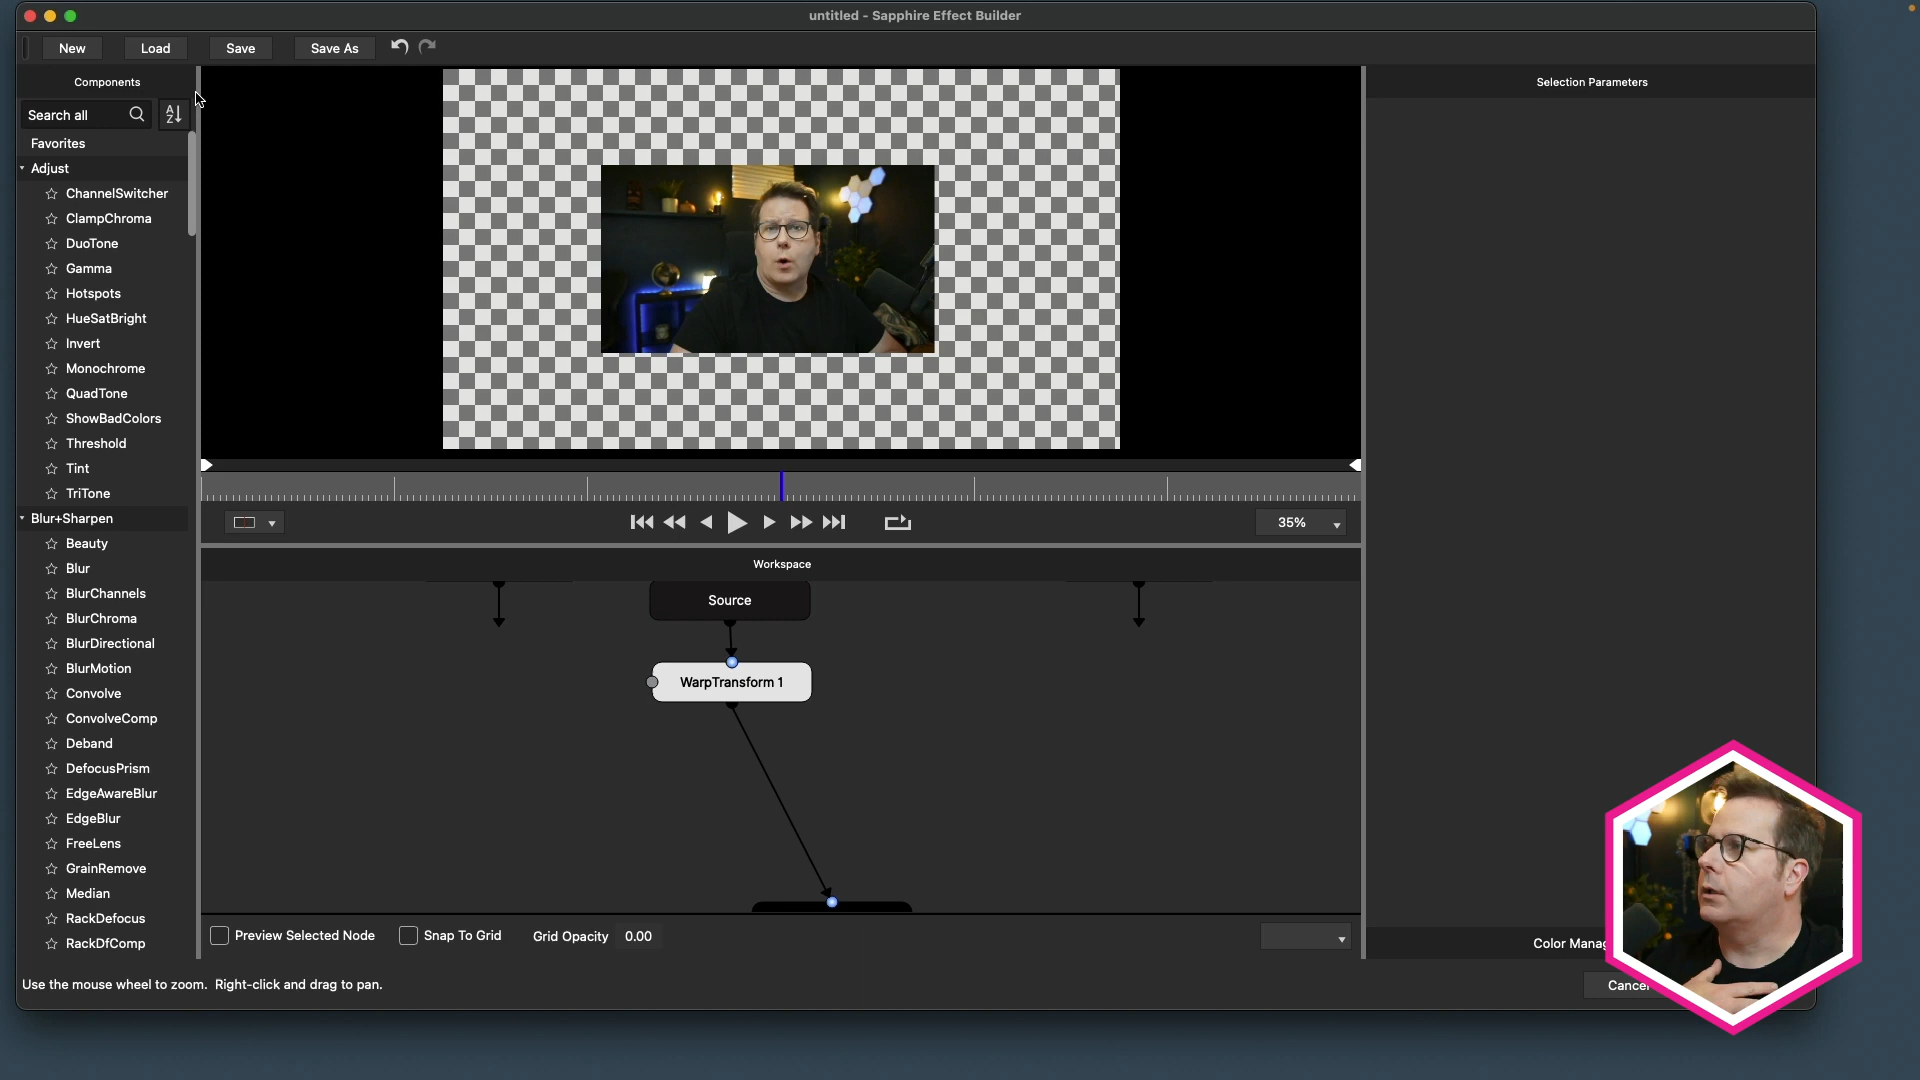 untitled - Sapphire Effect Builder
New
Load
Save
Save As
Components
Selection Parameters
Search all
Favorites
Adjust
ChannelSwitcher
ClampChroma
DuoTone
Gamma
Hotspots
HueSatBright
Invert
Monochrome
QuadTone
ShowBadColors
Threshold
Tint
TriTone
Blur+Sharpen
Beauty
Blur
BlurChannels
BlurChroma
BlurDirectional
BlurMotion
Convolve
ConvolveComp
Deband
DefocusPrism
EdgeAwareBlur
EdgeBlur
FreeLens
GrainRemove
Median
RackDefocus
RackDfComp
35%
Workspace
Source
WarpTransform 1
Preview Selected Node
Snap To Grid
Grid Opacity
0.00
Color Manag
Cancel
Use the mouse wheel to zoom. Right-click and drag to pan.